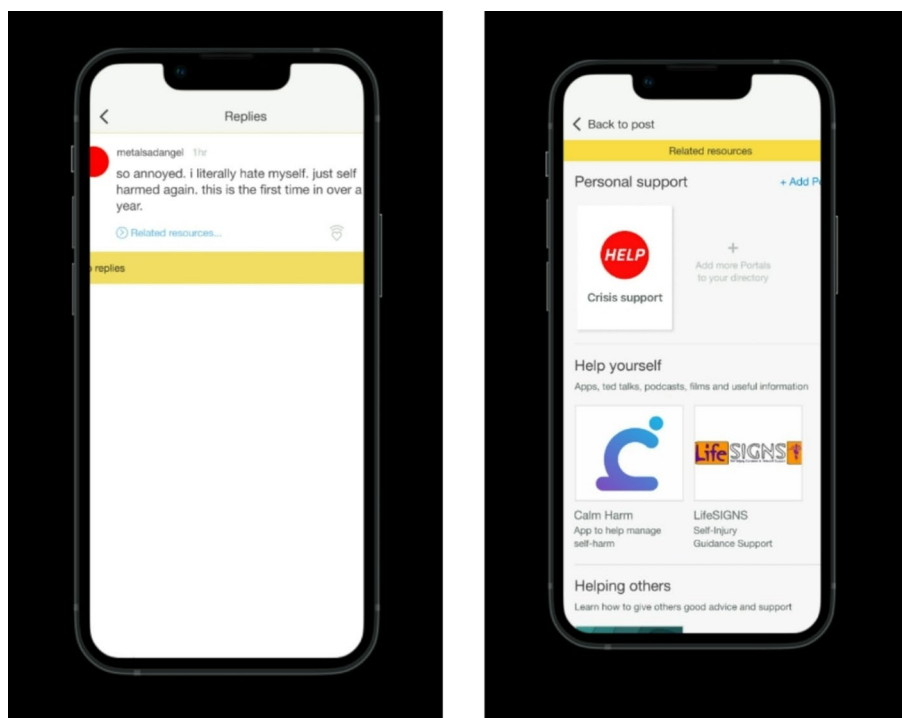 Replies
metalsadangel 1hr
so annoyed. i literally hate myself. just self
harmed again. this is the first time in over a
year.
Related resources...
replies
Back to post
Related resources
Personal support
+ Add
HELP
Crisis support
+
Add more Portals
to your directory
Help yourself
Apps, ted talks, podcasts, films and useful information
LifeSIGNS
Calm Harm
App to help manage
self-harm
LifeSIGNS
Self-Injury
Guidance Support
Helping others
Learn how to give others good advice and support